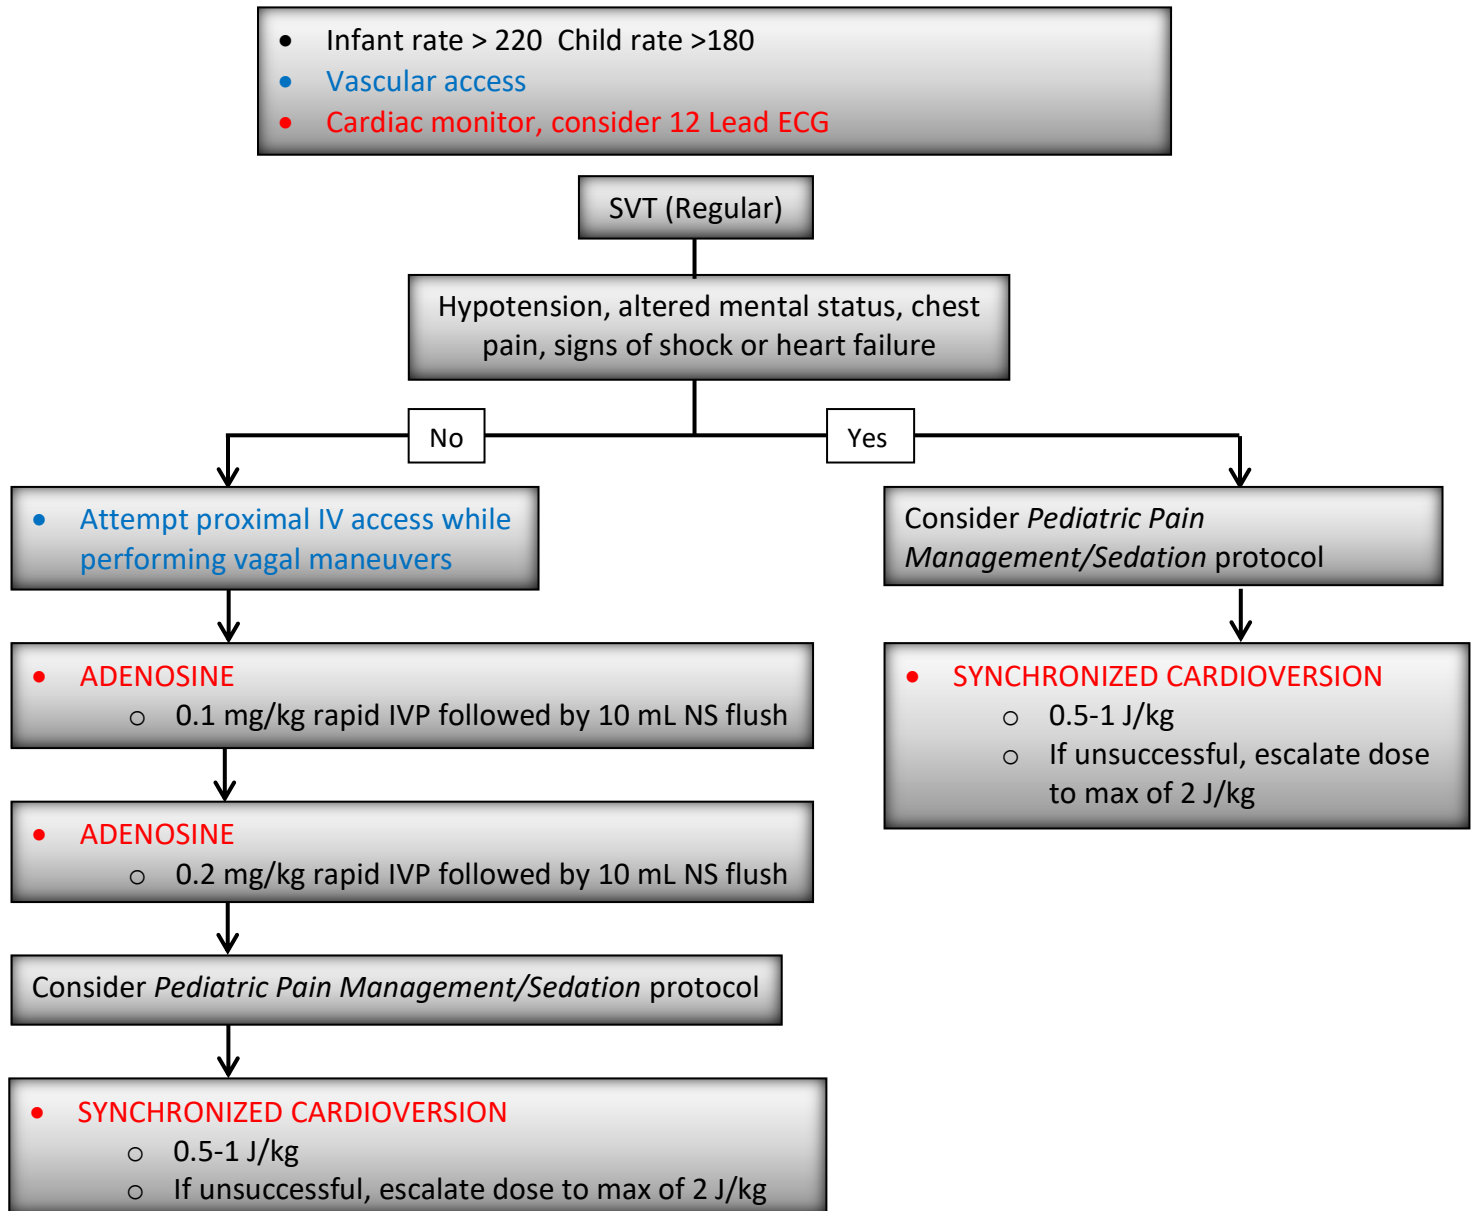 • Infant rate > 220  Child rate >180
• Vascular access
• Cardiac monitor, consider 12 Lead ECG
SVT (Regular)
Hypotension, altered mental status, chest
pain, signs of shock or heart failure
No
Yes
• Attempt proximal IV access while
performing vagal maneuvers
• ADENOSINE
o 0.1 mg/kg rapid IVP followed by 10 mL NS flush
• ADENOSINE
o 0.2 mg/kg rapid IVP followed by 10 mL NS flush
Consider Pediatric Pain Management/Sedation protocol
• SYNCHRONIZED CARDIOVERSION
o 0.5-1 J/kg
o If unsuccessful, escalate dose to max of 2 J/kg
Consider Pediatric Pain
Management/Sedation protocol
• SYNCHRONIZED CARDIOVERSION
o 0.5-1 J/kg
o If unsuccessful, escalate dose
to max of 2 J/kg